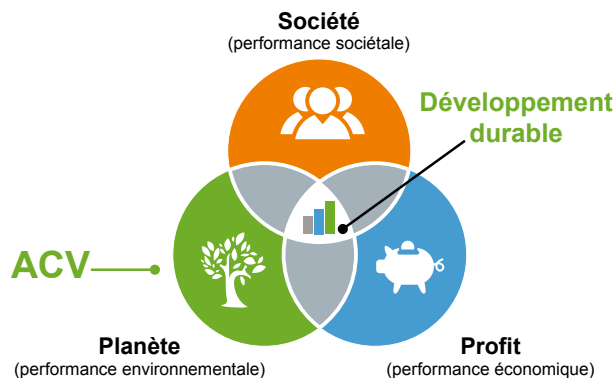 Société
(performance sociétale)
Développement
durable
ACV
Planète
(performance environnementale)
Profit
(performance économique)